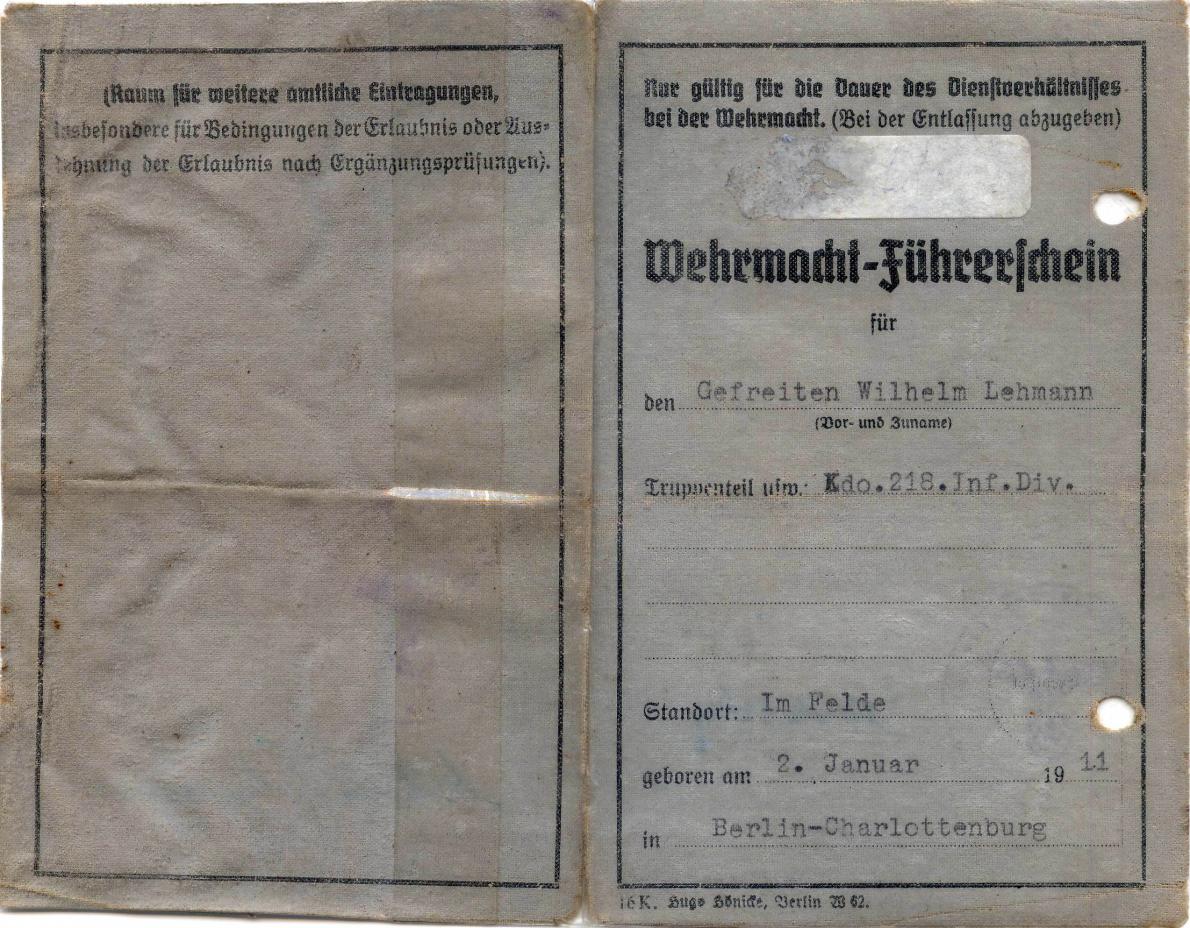 (Raum für weitere amtliche Eintragungen,
insbesondere für Bedingungen der Erlaubnis oder Aus=
dehnung der Erlaubnis nach Ergänzungsprüfungen).
Nur gültig für die Dauer des Dienstverhältnisses
bei der Wehrmacht. (Bei der Entlassung abzugeben)
Wehrmacht-Führerschein
für
den Gefreiten Wilhelm Lehmann
(Vor- und Zuname)
Truppenteil usw.: Kdo.218.Inf.Div.
Standort: Im Felde
geboren am 2. Januar 19 11
in Berlin-Charlottenburg
16 K. Hugo Hönicke, Berlin W 62.